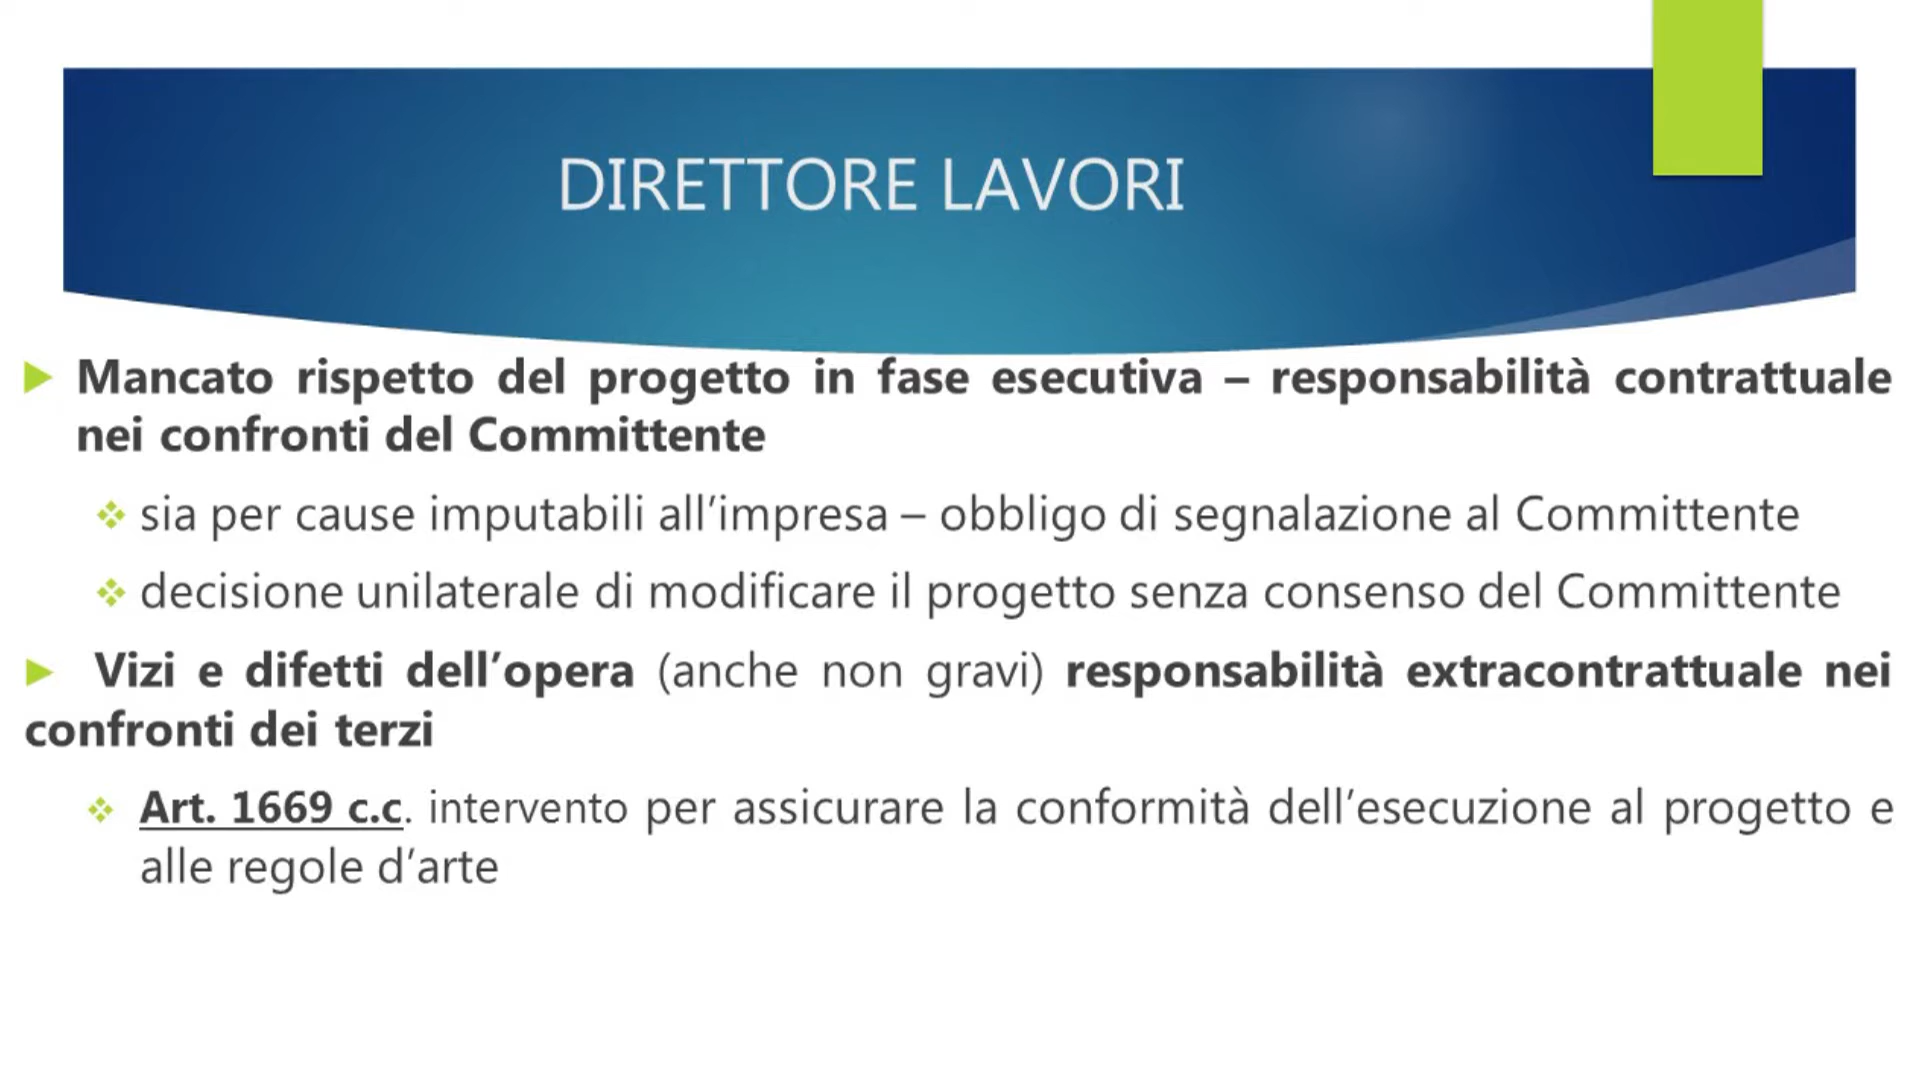 DIRETTORE LAVORI
Mancato rispetto del progetto in fase esecutiva – responsabilità contrattuale
nei confronti del Committente
sia per cause imputabili all’impresa – obbligo di segnalazione al Committente
decisione unilaterale di modificare il progetto senza consenso del Committente
Vizi e difetti dell’opera (anche non gravi) responsabilità extracontrattuale nei
confronti dei terzi
Art. 1669 c.c. intervento per assicurare la conformità dell’esecuzione al progetto e
alle regole d’arte